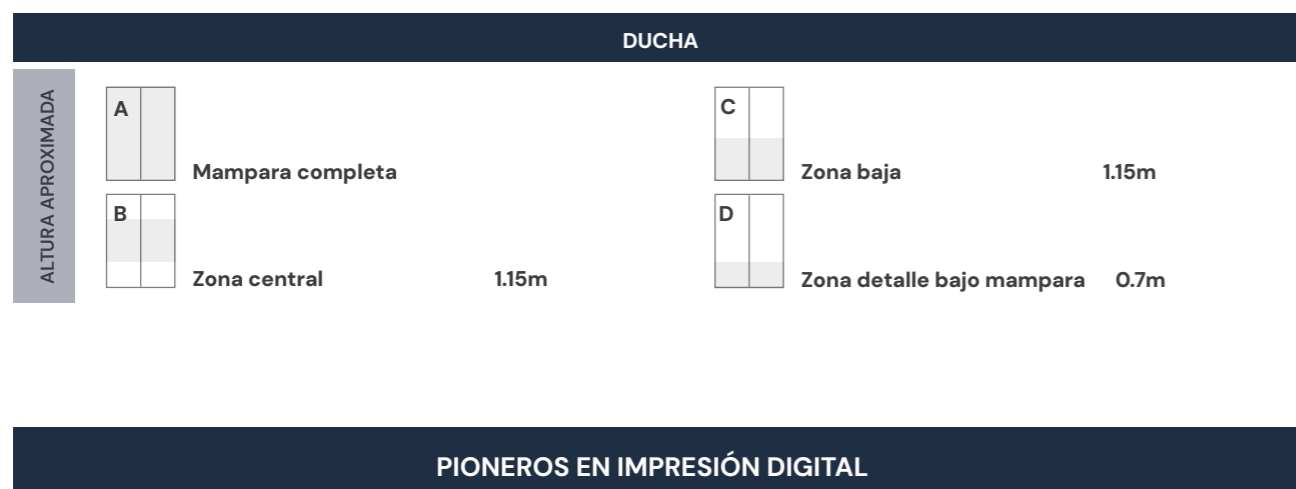 DUCHA
ALTURA APROXIMADA
A
Mampara completa
B
Zona central 1.15m
C
Zona baja 1.15m
D
Zona detalle bajo mampara 0.7m
PIONEROS EN IMPRESIÓN DIGITAL